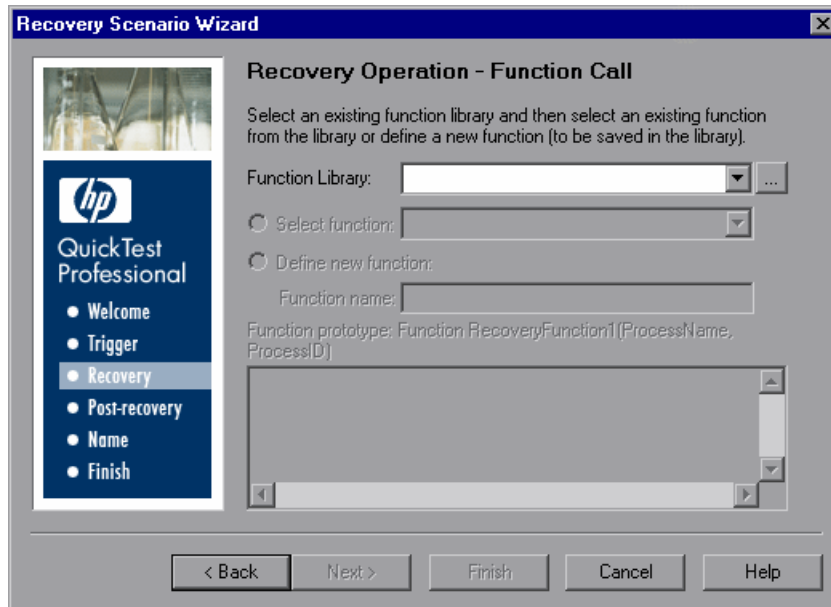 Recovery Scenario Wizard
Recovery Operation - Function Call
Select an existing function library and then select an existing function
from the library or define a new function (to be saved in the library).
Function Library:
...
Select function:
Define new function:
Function name:
Function prototype: Function RecoveryFunction1(ProcessName,
ProcessID)
hp
QuickTest
Professional
Welcome
Trigger
Recovery
Post-recovery
Name
Finish
< Back
Next >
Finish
Cancel
Help